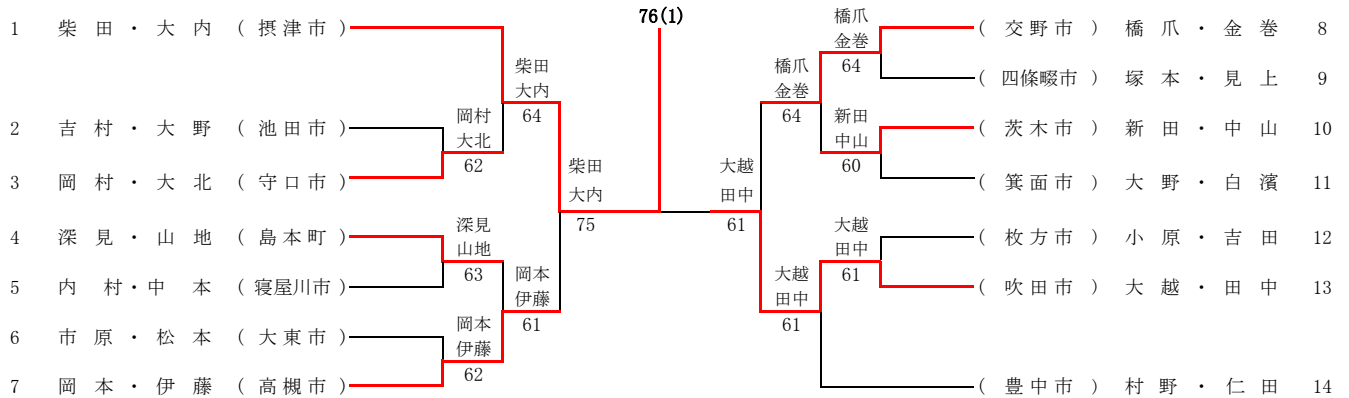 76(1)
1 柴田・大内 (摂津市)
2 吉村・大野 (池田市)
3 岡村・大北 (守口市)
4 深見・山地 (島本町)
5 内村・中本 (寝屋川市)
6 市原・松本 (大東市)
7 岡本・伊藤 (高槻市)
岡村
大北
62
深見
山地
63
岡本
伊藤
62
柴田
大内
64
岡本
伊藤
61
柴田
大内
75
大越
田中
61
橋爪
金巻
64
大越
田中
61
橋爪
金巻
64
新田
中山
60
大越
田中
61
(交野市) 橋爪・金巻 8
(四條畷市) 塚本・見上 9
(茨木市) 新田・中山 10
(箕面市) 大野・白濱 11
(枚方市) 小原・吉田 12
(吹田市) 大越・田中 13
(豊中市) 村野・仁田 14